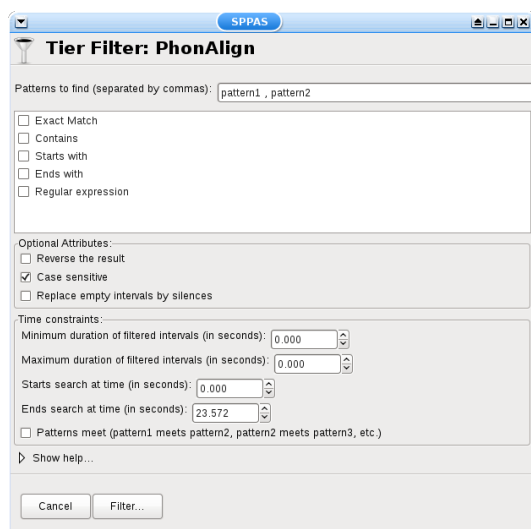 SPPAS
Tier Filter: PhonAlign
Patterns to find (separated by commas): pattern1 , pattern2
Exact Match
Contains
Starts with
Ends with
Regular expression
Optional Attributes:
Reverse the result
Case sensitive
Replace empty intervals by silences
Time constraints:
Minimum duration of filtered intervals (in seconds): 0.000
Maximum duration of filtered intervals (in seconds): 0.000
Starts search at time (in seconds): 0.000
Ends search at time (in seconds): 23.572
Patterns meet (pattern1 meets pattern2, pattern2 meets pattern3, etc.)
Show help...
Cancel Filter...